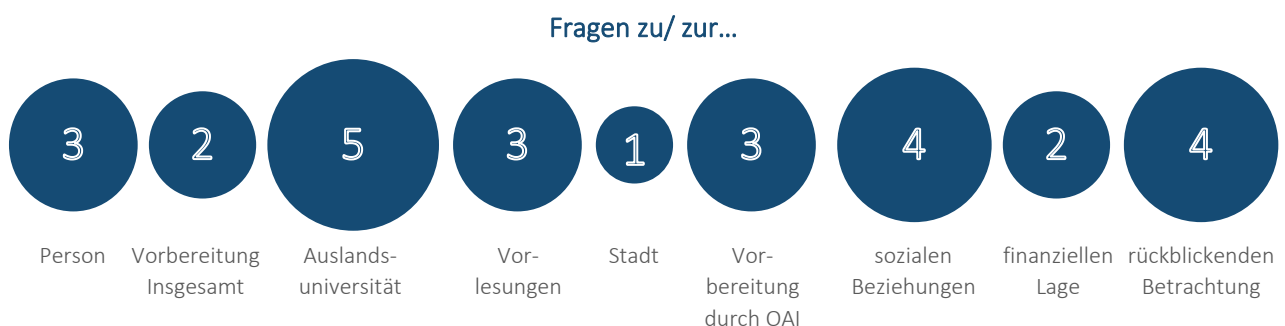 Fragen zu/ zur...
3 2 5 3 1 3 4 2 4
Person Vorbereitung Auslands- Vor- Stadt Vor- sozialen finanziellen rückblickenden
Insgesamt universität lesungen bereitung Beziehungen Lage Betrachtung
durch OAI